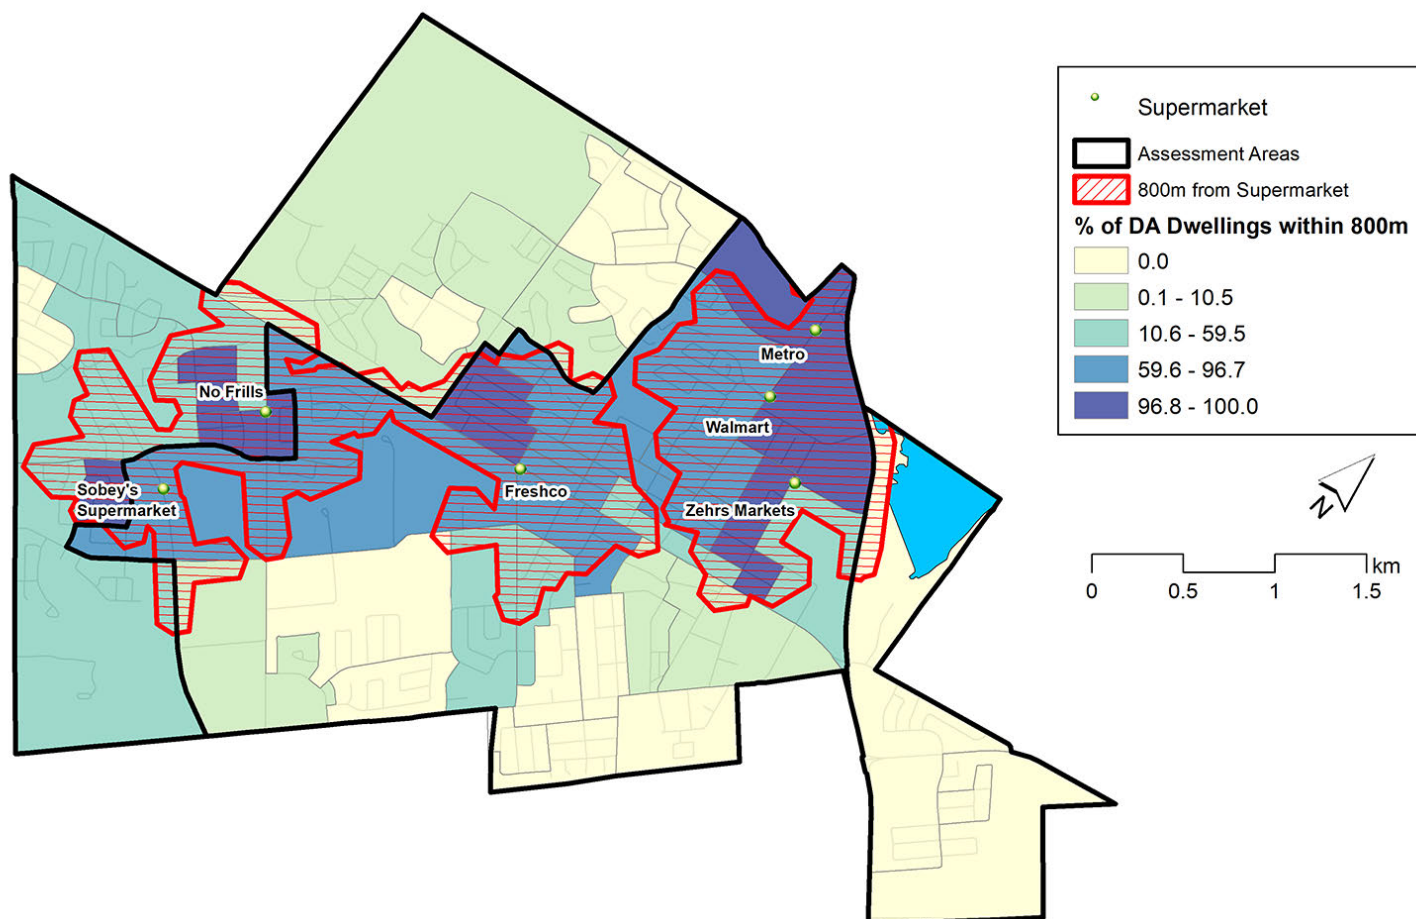 Supermarket
Assessment Areas
800m from Supermarket
% of DA Dwellings within 800m
0.0
0.1 - 10.5
10.6 - 59.5
59.6 - 96.7
96.8 - 100.0
Metro
No Frills
Walmart
Sobey's
Supermarket
Freshco
Zehrs Markets
N
km
0 0.5 1 1.5